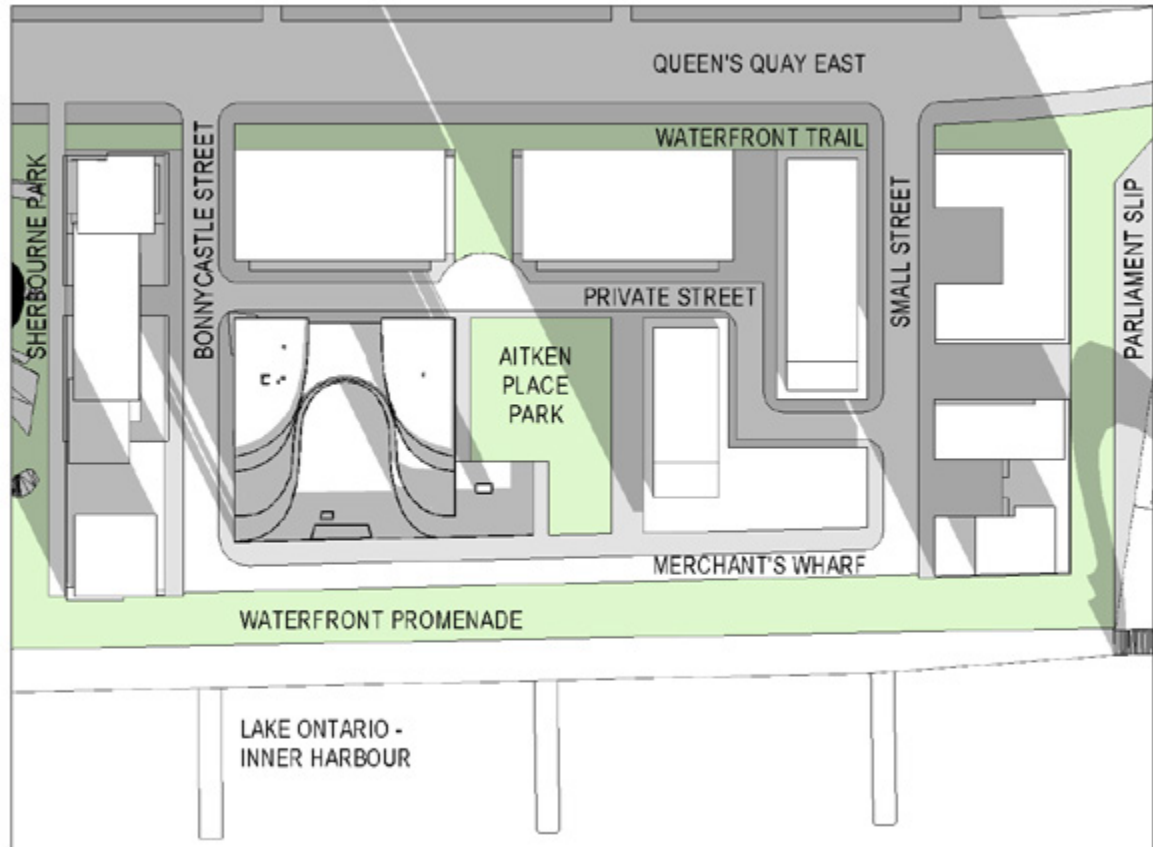 QUEEN'S QUAY EAST
WATERFRONT TRAIL
SHERBOURNE PARK
BONNYCASTLE STREET
SMALL STREET
PARLIAMENT SLIP
PRIVATE STREET
AITKEN
PLACE
PARK
MERCHANT'S WHARF
WATERFRONT PROMENADE
LAKE ONTARIO -
INNER HARBOUR